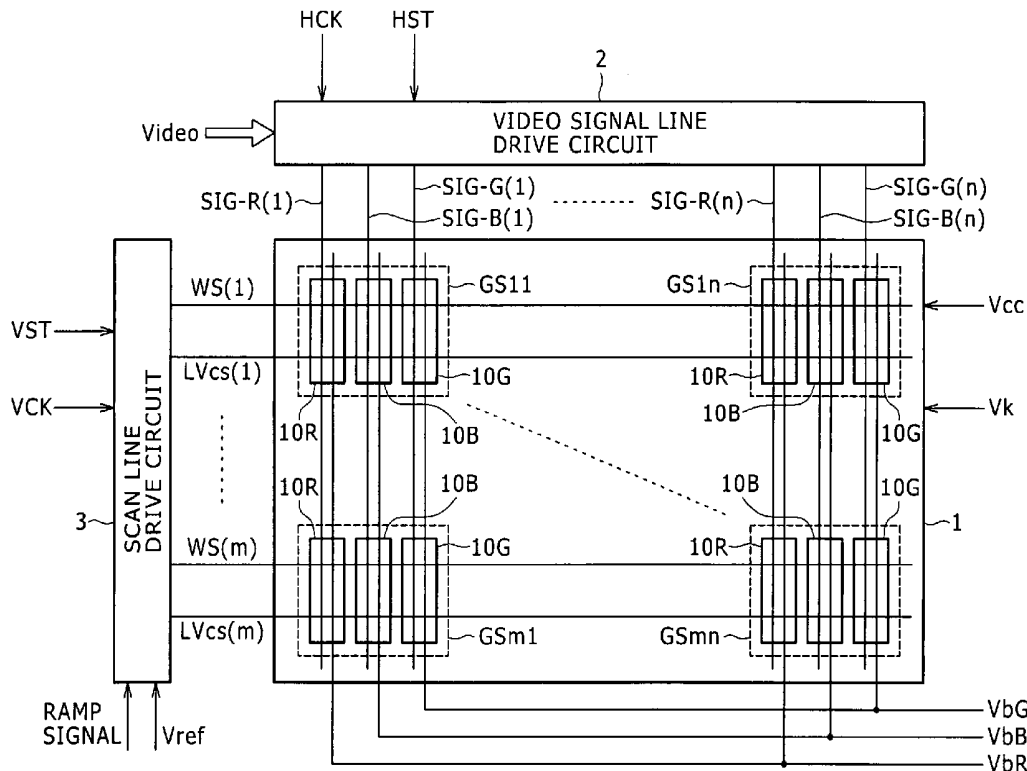 HCK
HST
2
Video
VIDEO SIGNAL LINE
DRIVE CIRCUIT
SIG-R(1)
SIG-G(1)
SIG-B(1)
SIG-R(n)
SIG-G(n)
SIG-B(n)
WS(1)
GS11
GS1n
Vcc
VST
LVcs(1)
10G
10R
VCK
Vk
10R
10B
10B
10G
SCAN LINE
DRIVE CIRCUIT
10R
10B
10B
10G
3
1
WS(m)
10G
10R
LVcs(m)
GSm1
GSmn
RAMP
SIGNAL
Vref
VbG
VbB
VbR